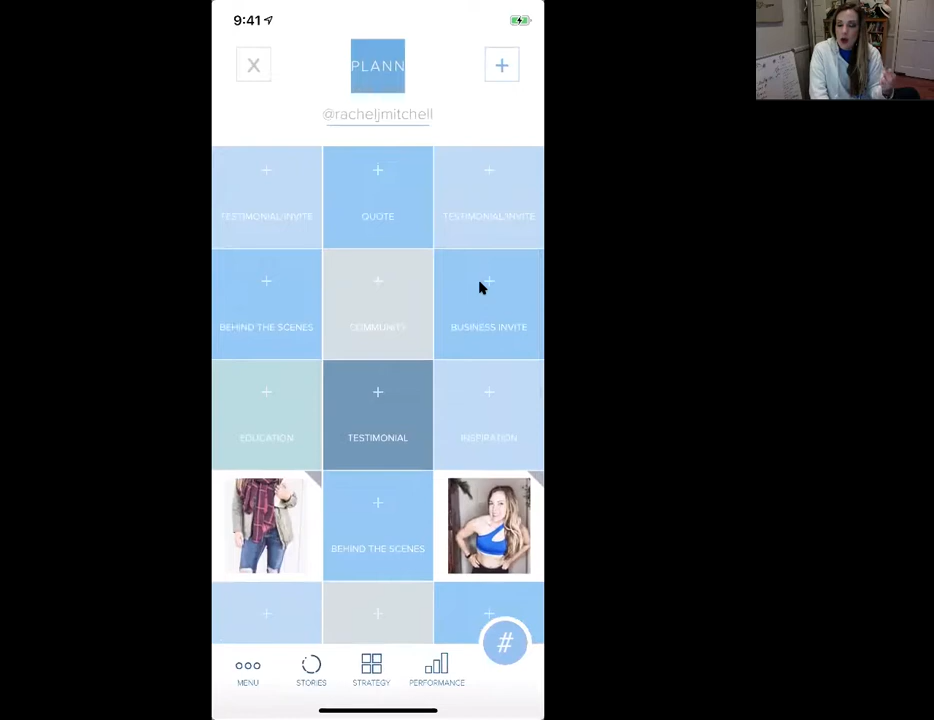 9:41
X
PLANN
+
@racheljmitchell
+ + +
TESTIMONIAL/INVITE QUOTE TESTIMONIAL/INVITE
+ + +
BEHIND THE SCENES COMMUNITY BUSINESS INVITE
+ + +
EDUCATION TESTIMONIAL INSPIRATION
+
BEHIND THE SCENES
+ + +
#
MENU STORIES STRATEGY PERFORMANCE